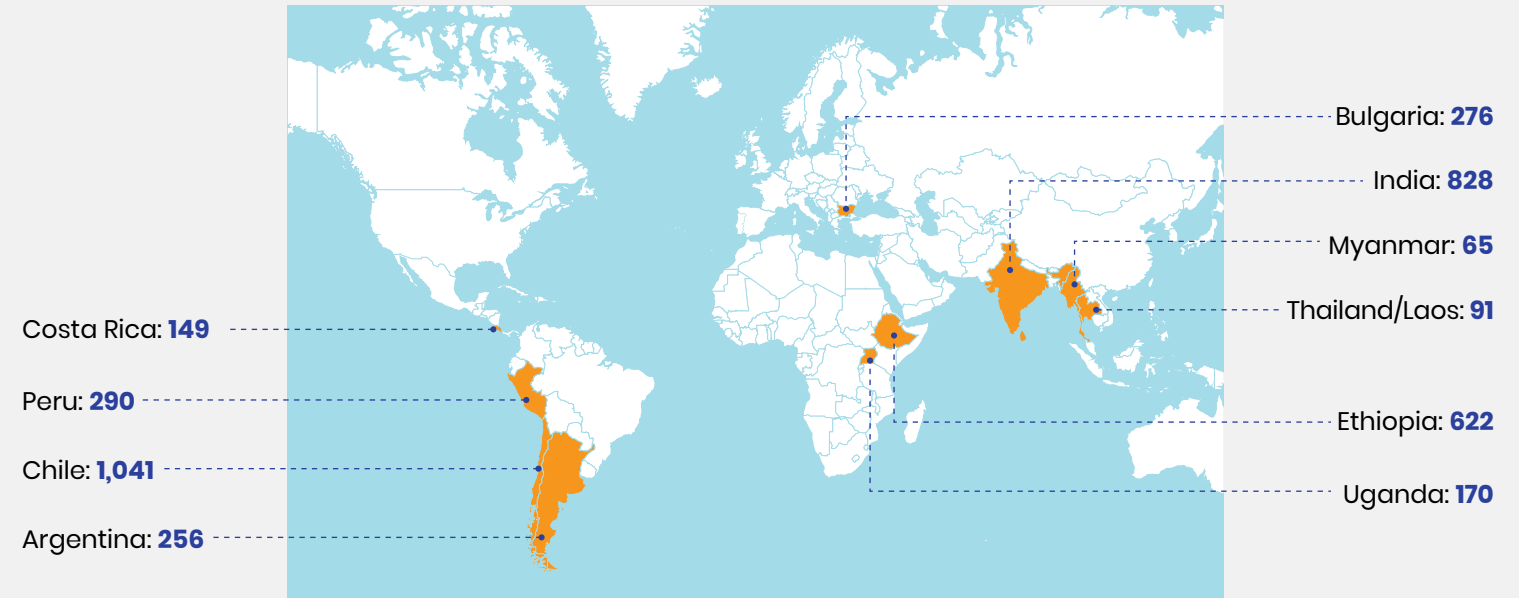 Costa Rica: 149
Peru: 290
Chile: 1,041
Argentina: 256
Bulgaria: 276
India: 828
Myanmar: 65
Thailand/Laos: 91
Ethiopia: 622
Uganda: 170